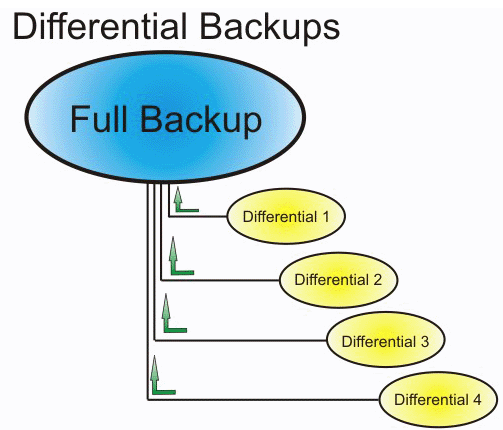 Differential Backups
Full Backup
Differential 1
Differential 2
Differential 3
Differential 4